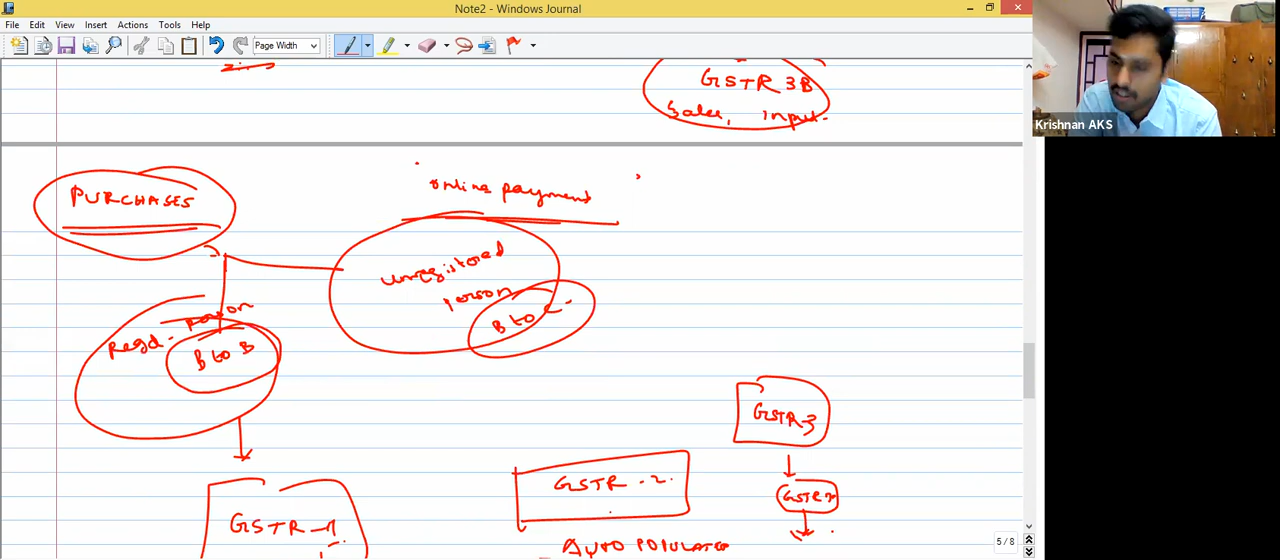 Note2 - Windows Journal
File Edit View Insert Actions Tools Help
Page Width
Krishnan AKS
GSTR 3B
Sales, input
PURCHASES
online payment
unregistered
person
B to C
Regd. person
B to B
GSTR-3
GSTR - 2
GSTR-1
AUTO POPULATED
5 / 8